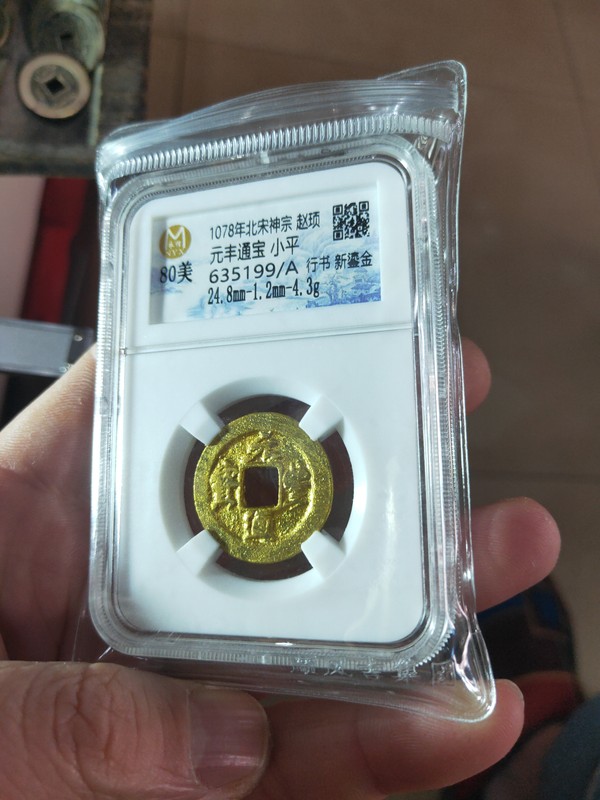 1078年北宋神宗 赵顼
元丰通宝 小平
80美
635199/A 行书 新鎏金
24.8mm-1.2mm-4.3g